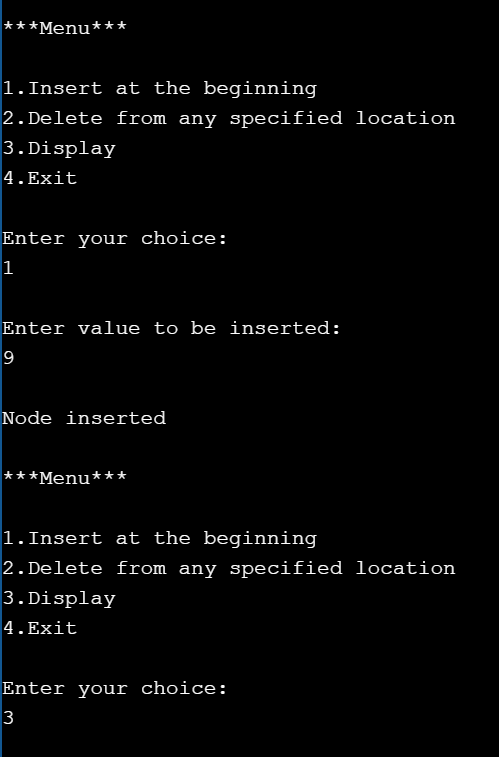 ***Menu***
1.Insert at the beginning
2.Delete from any specified location
3.Display
4.Exit
Enter your choice:
1
Enter value to be inserted:
9
Node inserted
***Menu***
1.Insert at the beginning
2.Delete from any specified location
3.Display
4.Exit
Enter your choice:
3